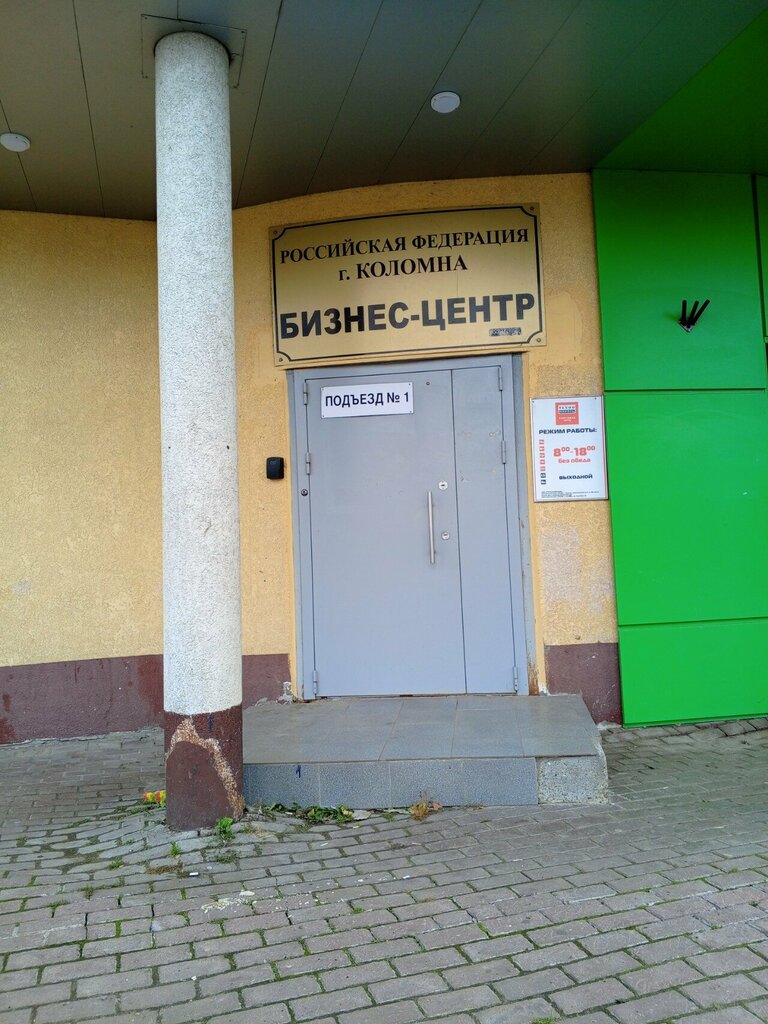 РОССИЙСКАЯ ФЕДЕРАЦИЯ
г. КОЛОМНА
БИЗНЕС-ЦЕНТР
ПОДЪЕЗД № 1
РЕЖИМ РАБОТЫ:
8⁰⁰-18⁰⁰
без обеда
ВЫХОДНОЙ